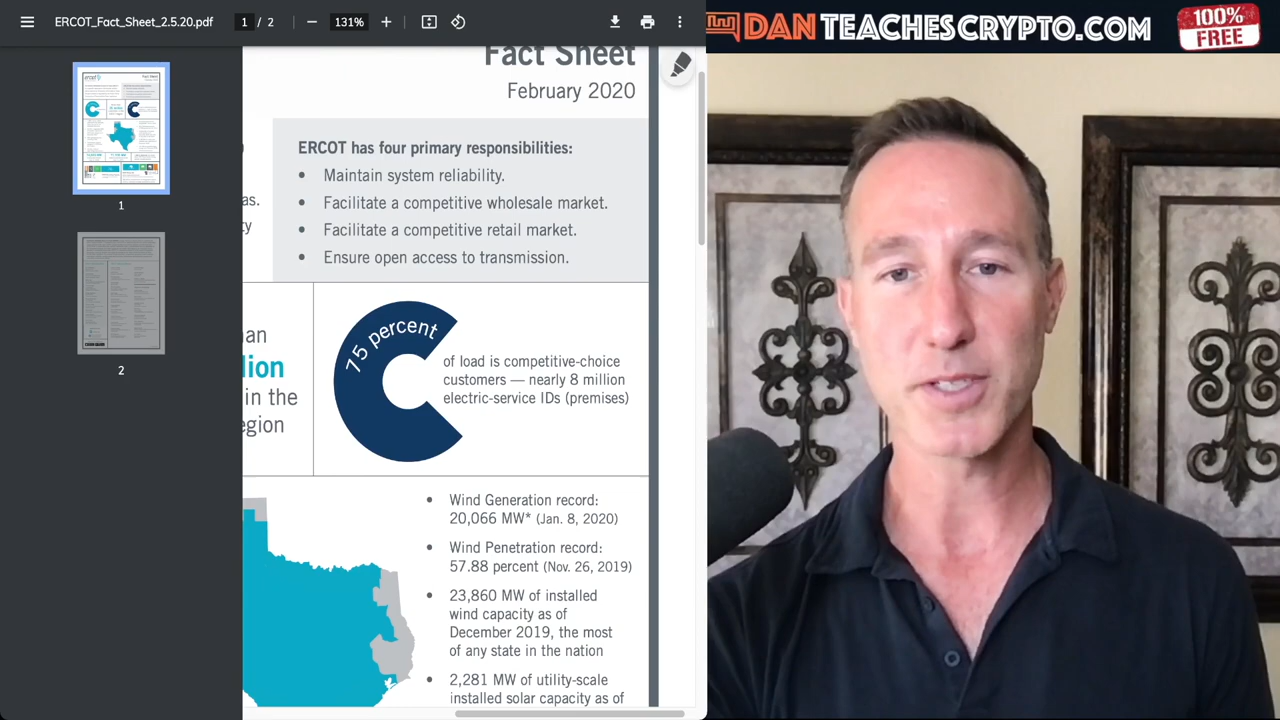 ERCOT_Fact_Sheet_2.5.20.pdf
1 / 2
131%
DANTEACHESCRYPTO.COM
100%
FREE
1
2
Fact Sheet
February 2020
as.
ERCOT has four primary responsibilities:
• Maintain system reliability.
• Facilitate a competitive wholesale market.
• Facilitate a competitive retail market.
• Ensure open access to transmission.
an
lion
in the
egion
75 percent
of load is competitive-choice
customers — nearly 8 million
electric-service IDs (premises)
• Wind Generation record:
20,066 MW* (Jan. 8, 2020)
• Wind Penetration record:
57.88 percent (Nov. 26, 2019)
• 23,860 MW of installed
wind capacity as of
December 2019, the most
of any state in the nation
• 2,281 MW of utility-scale
installed solar capacity as of